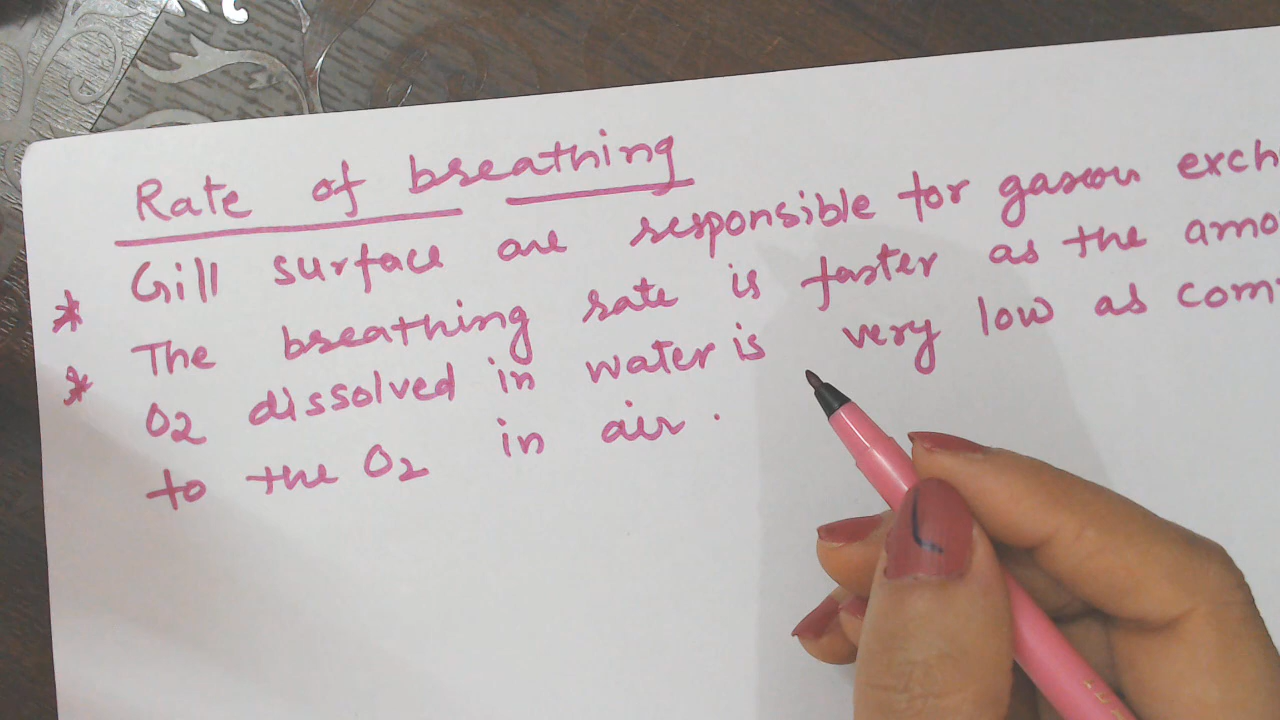 Rate of breathing
* Gill surface are responsible for gaseou exch
* The breathing rate is faster as the amo
O2 dissolved in water is very low as com
to the O2 in air.